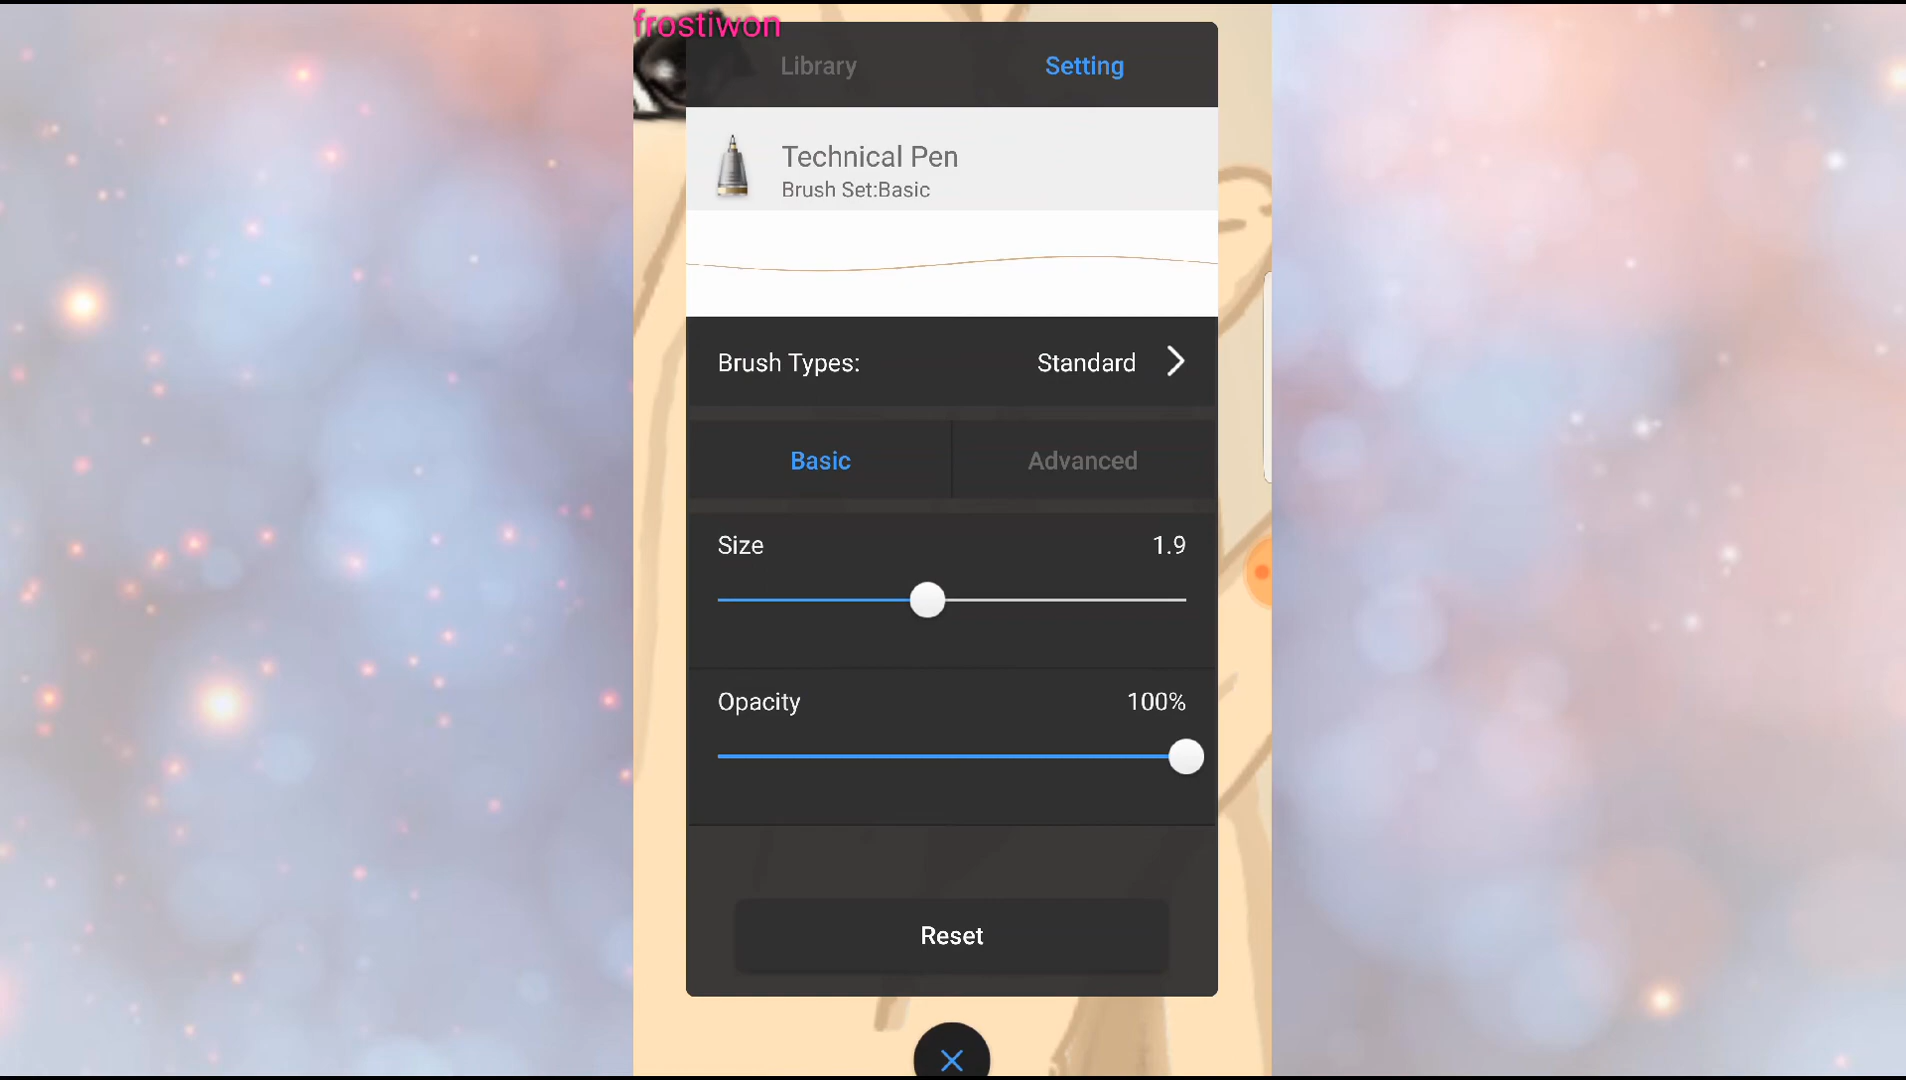 frostiwon
Library Setting
Technical Pen
Brush Set:Basic
Brush Types: Standard
Basic Advanced
Size 1.9
Opacity 100%
Reset